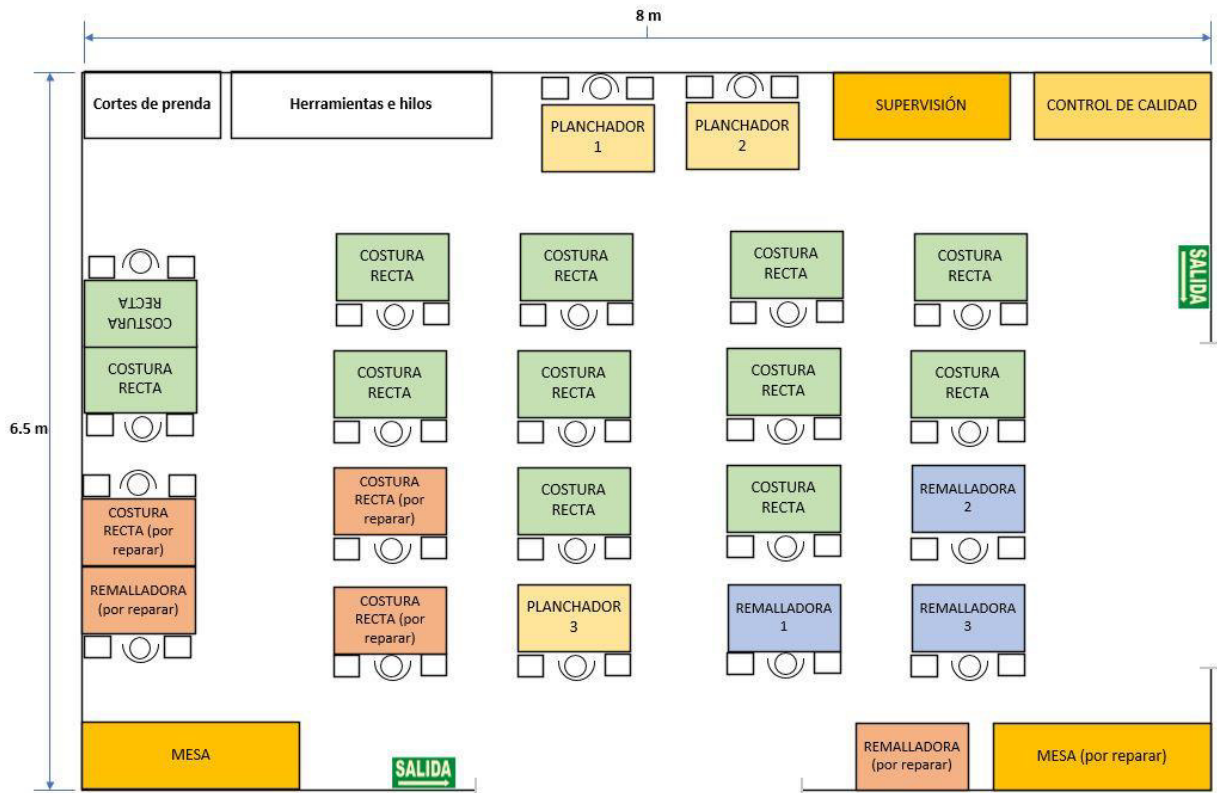 8 m
6.5 m
Cortes de prenda
Herramientas e hilos
PLANCHADOR
1
PLANCHADOR
2
SUPERVISIÓN
CONTROL DE CALIDAD
COSTURA
RECTA
COSTURA
RECTA
COSTURA
RECTA
COSTURA
RECTA
COSTURA
RECTA
SALIDA
COSTURA
RECTA
COSTURA
RECTA
COSTURA
RECTA
COSTURA
RECTA
COSTURA
RECTA
COSTURA
RECTA (por
reparar)
COSTURA
RECTA (por
reparar)
COSTURA
RECTA
COSTURA
RECTA
REMALLADORA
2
REMALLADORA
(por reparar)
COSTURA
RECTA (por
reparar)
PLANCHADOR
3
REMALLADORA
1
REMALLADORA
3
MESA
SALIDA
REMALLADORA
(por reparar)
MESA (por reparar)